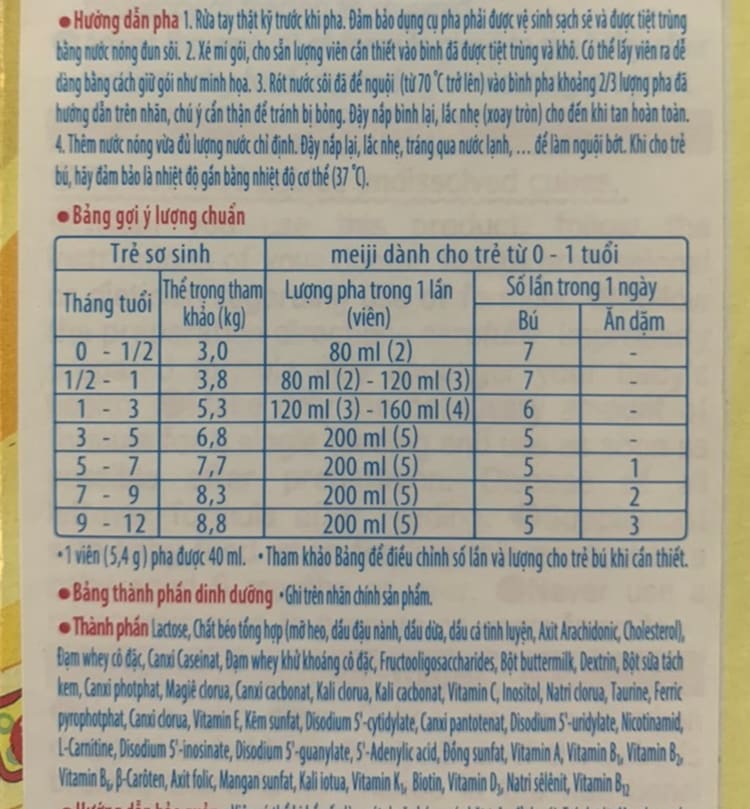 ●Hướng dẫn pha 1. Rửa tay thật kỹ trước khi pha. Đảm bảo dụng cụ pha phải được vệ sinh sạch sẽ và được tiệt trùng
bằng nước nóng đun sôi. 2. Xé mí gói, cho sẵn lượng viên cần thiết vào bình đã được tiệt trùng và khô. Có thể lấy viên ra dễ
dàng bằng cách giữ gói như minh họa. 3. Rót nước sôi đã để nguội (từ 70 °C trở lên) vào bình pha khoảng 2/3 lượng pha đã
hướng dẫn trên nhãn, chú ý cẩn thận để tránh bị bỏng. Đậy nắp bình lại, lắc nhẹ (xoay tròn) cho đến khi tan hoàn toàn.
4. Thêm nước nóng vừa đủ lượng nước chỉ định. Đậy nắp lại, lắc nhẹ, tráng qua nước lạnh, ... để làm nguội bớt. Khi cho trẻ
bú, hãy đảm bảo là nhiệt độ gần bằng nhiệt độ cơ thể (37 °C).
●Bảng gợi ý lượng chuẩn
Trẻ sơ sinh meiji dành cho trẻ từ 0 - 1 tuổi
Tháng tuổi Thể trọng tham khảo (kg) Lượng pha trong 1 lần (viên) Số lần trong 1 ngày
Bú Ăn dặm
0 - 1/2 3,0 80 ml (2) 7 -
1/2 - 1 3,8 80 ml (2) - 120 ml (3) 7 -
1 - 3 5,3 120 ml (3) - 160 ml (4) 6 -
3 - 5 6,8 200 ml (5) 5 -
5 - 7 7,7 200 ml (5) 5 1
7 - 9 8,3 200 ml (5) 5 2
9 - 12 8,8 200 ml (5) 5 3
•1 viên (5,4 g) pha được 40 ml. •Tham khảo Bảng để điều chỉnh số lần và lượng cho trẻ bú khi cần thiết.
●Bảng thành phần dinh dưỡng •Ghi trên nhãn chính sản phẩm.
●Thành phần Lactose, Chất béo tổng hợp (mỡ heo, dầu đậu nành, dầu dừa, dầu cá tinh luyện, Axit Arachidonic, Cholesterol),
Đạm whey cô đặc, Canxi Caseinat, Đạm whey khử khoáng cô đặc, Fructooligosaccharides, Bột buttermilk, Dextrin, Bột sữa tách
kem, Canxi photphat, Magiê clorua, Canxi cacbonat, Kali clorua, Kali cacbonat, Vitamin C, Inositol, Natri clorua, Taurine, Ferric
pyrophotphat, Canxi clorua, Vitamin E, Kẽm sunfat, Disodium 5'-cytidylate, Canxi pantotenat, Disodium 5'-uridylate, Nicotinamid,
L-Carnitine, Disodium 5'-inosinate, Disodium 5'-guanylate, 5'-Adenylic acid, Đồng sunfat, Vitamin A, Vitamin B₁, Vitamin B₂,
Vitamin B₆, β-Carôten, Axit folic, Mangan sunfat, Kali iotua, Vitamin K₁, Biotin, Vitamin D₃, Natri sêlênit, Vitamin B₁₂